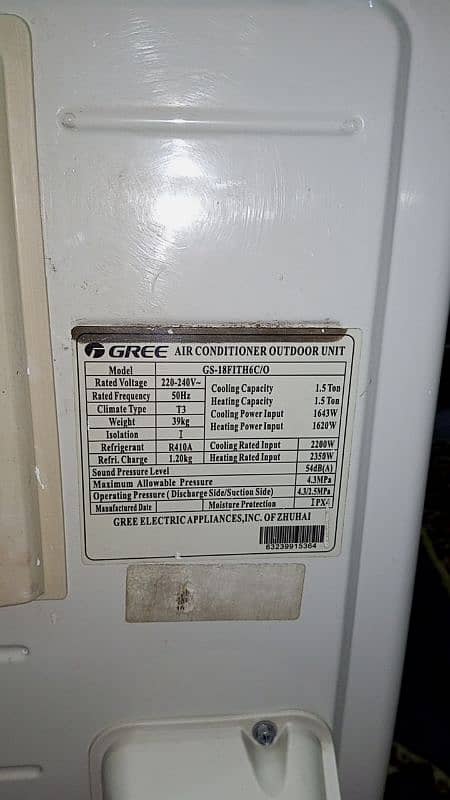 GREE AIR CONDITIONER OUTDOOR UNIT
Model GS-18FITH6C/O
Rated Voltage 220-240V~ Cooling Capacity 1.5 Ton
Rated Frequency 50Hz Heating Capacity 1.5 Ton
Climate Type T3 Cooling Power Input 1643W
Weight 39kg Heating Power Input 1620W
Isolation I
Refrigerant R410A Cooling Rated Input 2200W
Refri. Charge 1.20kg Heating Rated Input 2350W
Sound Pressure Level 54dB(A)
Maximum Allowable Pressure 4.3MPa
Operating Pressure ( Discharge Side/Suction Side) 4.3/2.5MPa
Manufactured Date Moisture Protection IPX4
GREE ELECTRIC APPLIANCES,INC. OF ZHUHAI
63239915364